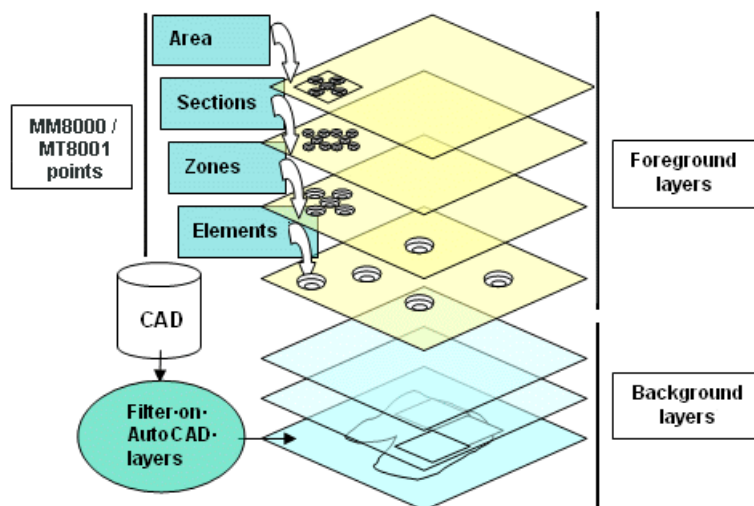 Area
Sections
Zones
Elements
MM8000 /
MT8001
points
Foreground
layers
CAD
Filter·on·
AutoCAD·
layers
Background
layers